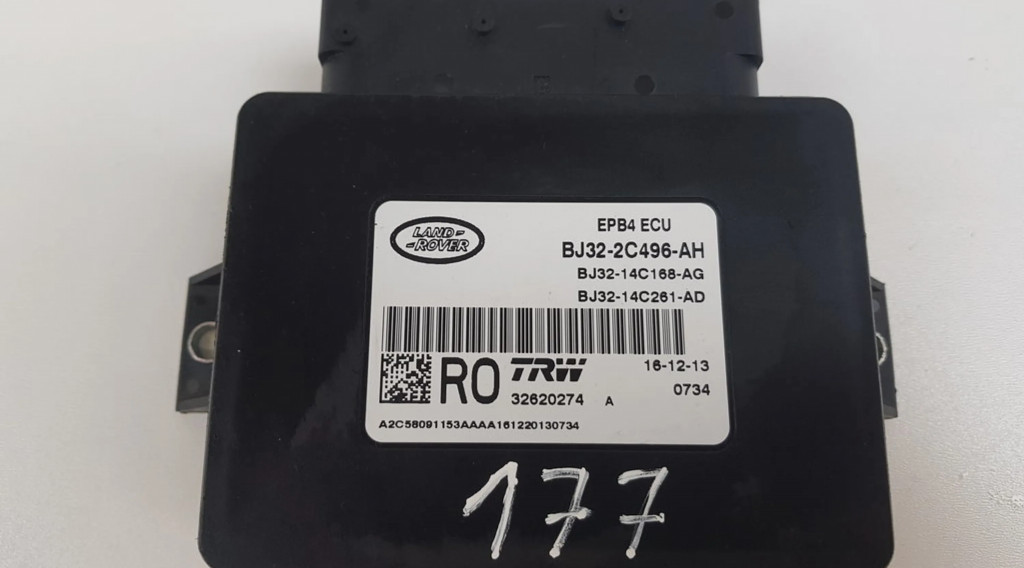 LAND-
-ROVER
EPB4 ECU
BJ32-2C496-AH
BJ32-14C168-AG
BJ32-14C261-AD
RO TRW 16-12-13
32620274 A 0734
A2C58091153AAAA161220130734
177